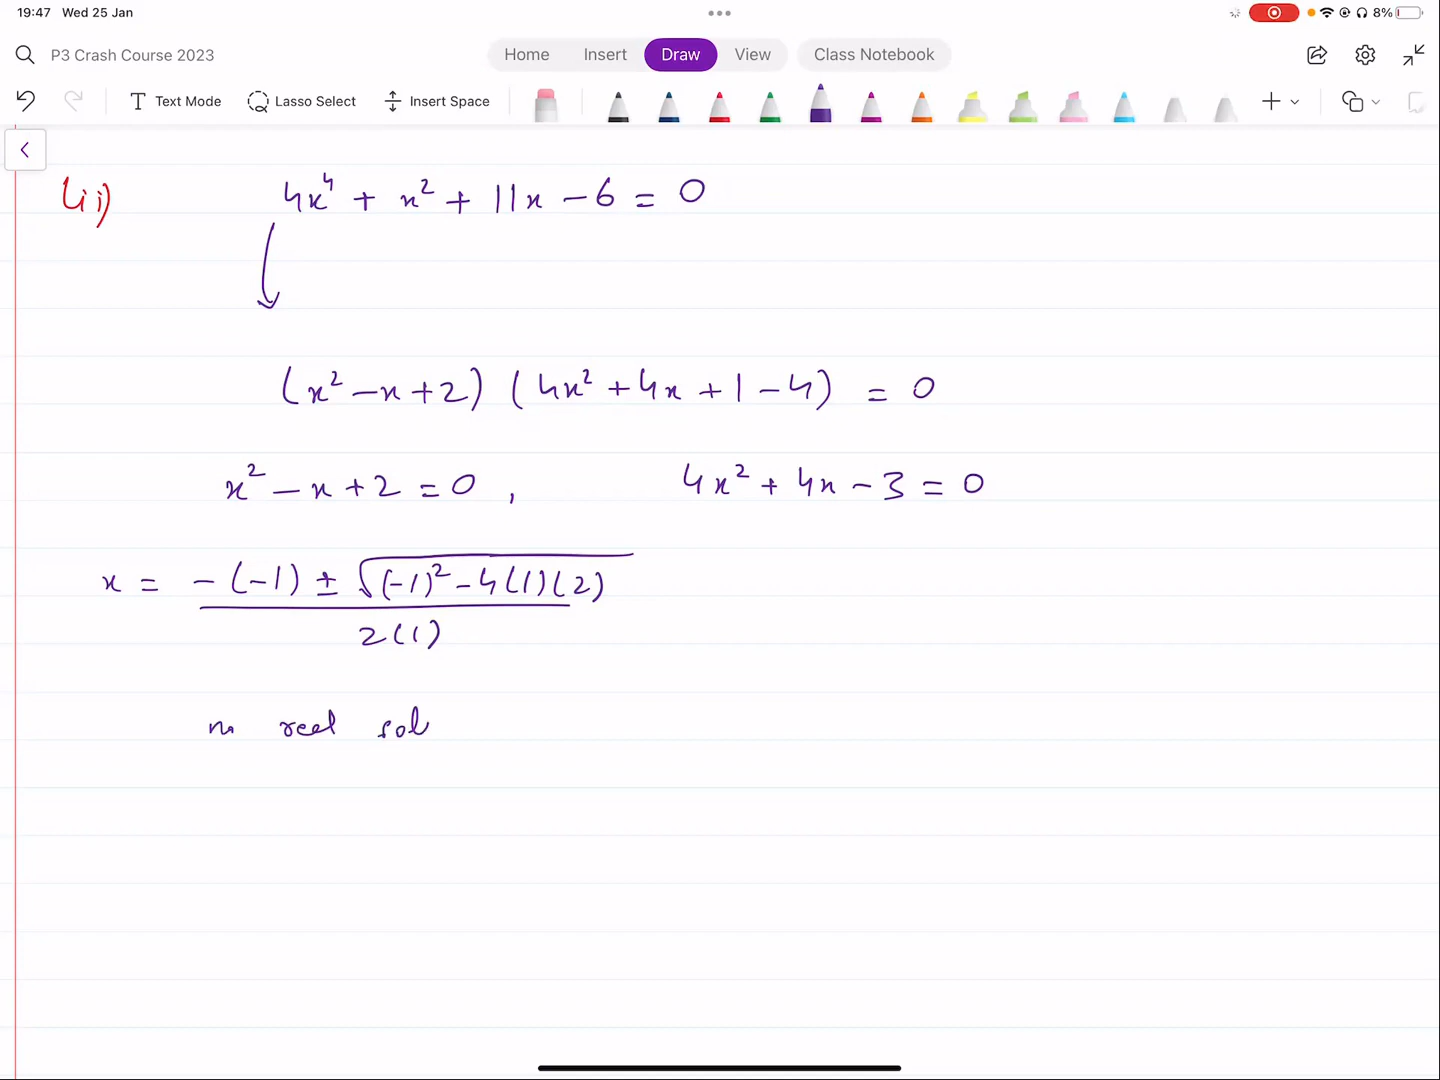 19:47 Wed 25 Jan 8%
P3 Crash Course 2023 Home Insert Draw View Class Notebook
Text Mode Lasso Select Insert Space
(ii) 4x⁴ + x² + 11x - 6 = 0
(x² - x + 2) (4x² + 4x + 1 - 4) = 0
x² - x + 2 = 0 , 4x² + 4x - 3 = 0
x = -(-1) ± √(-1)² - 4(1)(2)
2(1)
no real sol